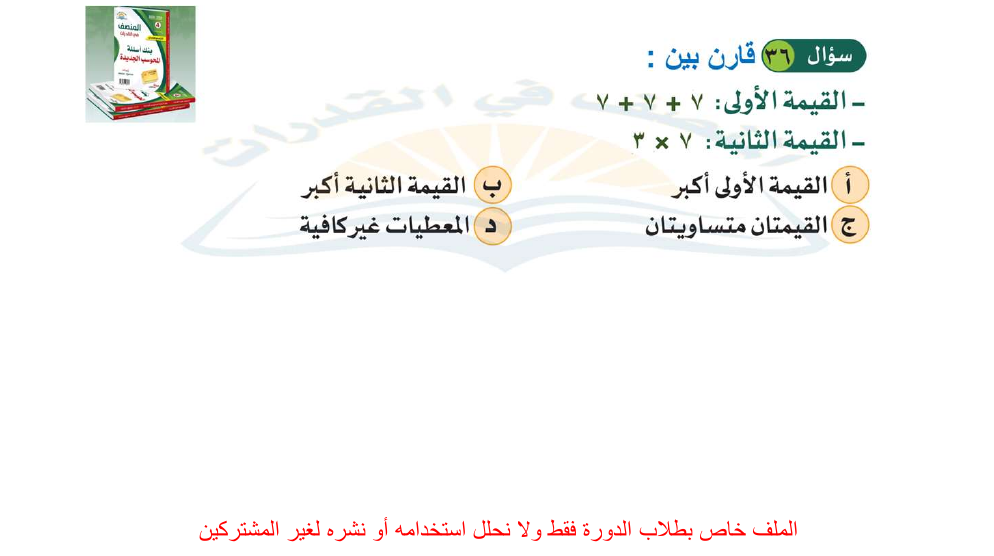 المنصف
بنك أسئلة
المحوسب الجديدة
سؤال ٣٦ قارن بين :
– القيمة الأولى: ٧ + ٧ + ٧
– القيمة الثانية: ٧ × ٣
أ القيمة الأولى أكبر ب القيمة الثانية أكبر
ج القيمتان متساويتان د المعطيات غير كافية
الملف خاص بطلاب الدورة فقط ولا نحلل استخدامه أو نشره لغير المشتركين